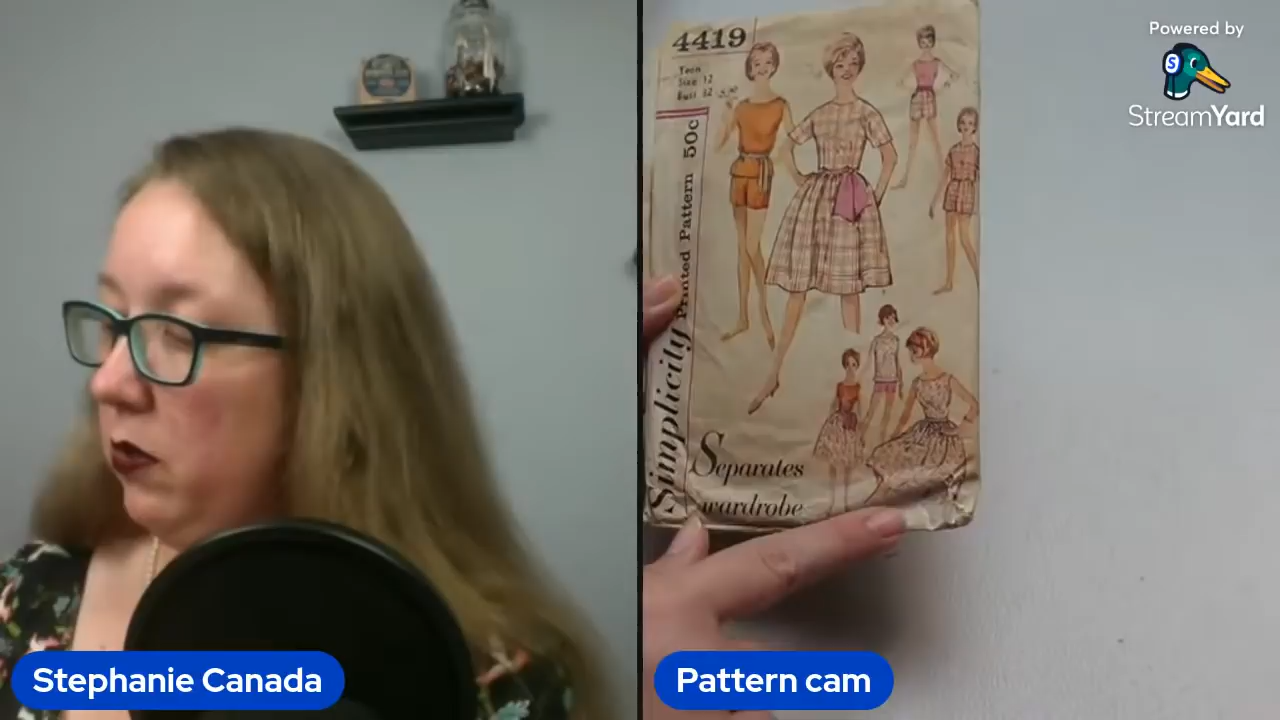 4419
Teen
Size 12
Bust 32
Simplicity Printed Pattern 50c
Separates
wardrobe
Powered by
StreamYard
Stephanie Canada
Pattern cam